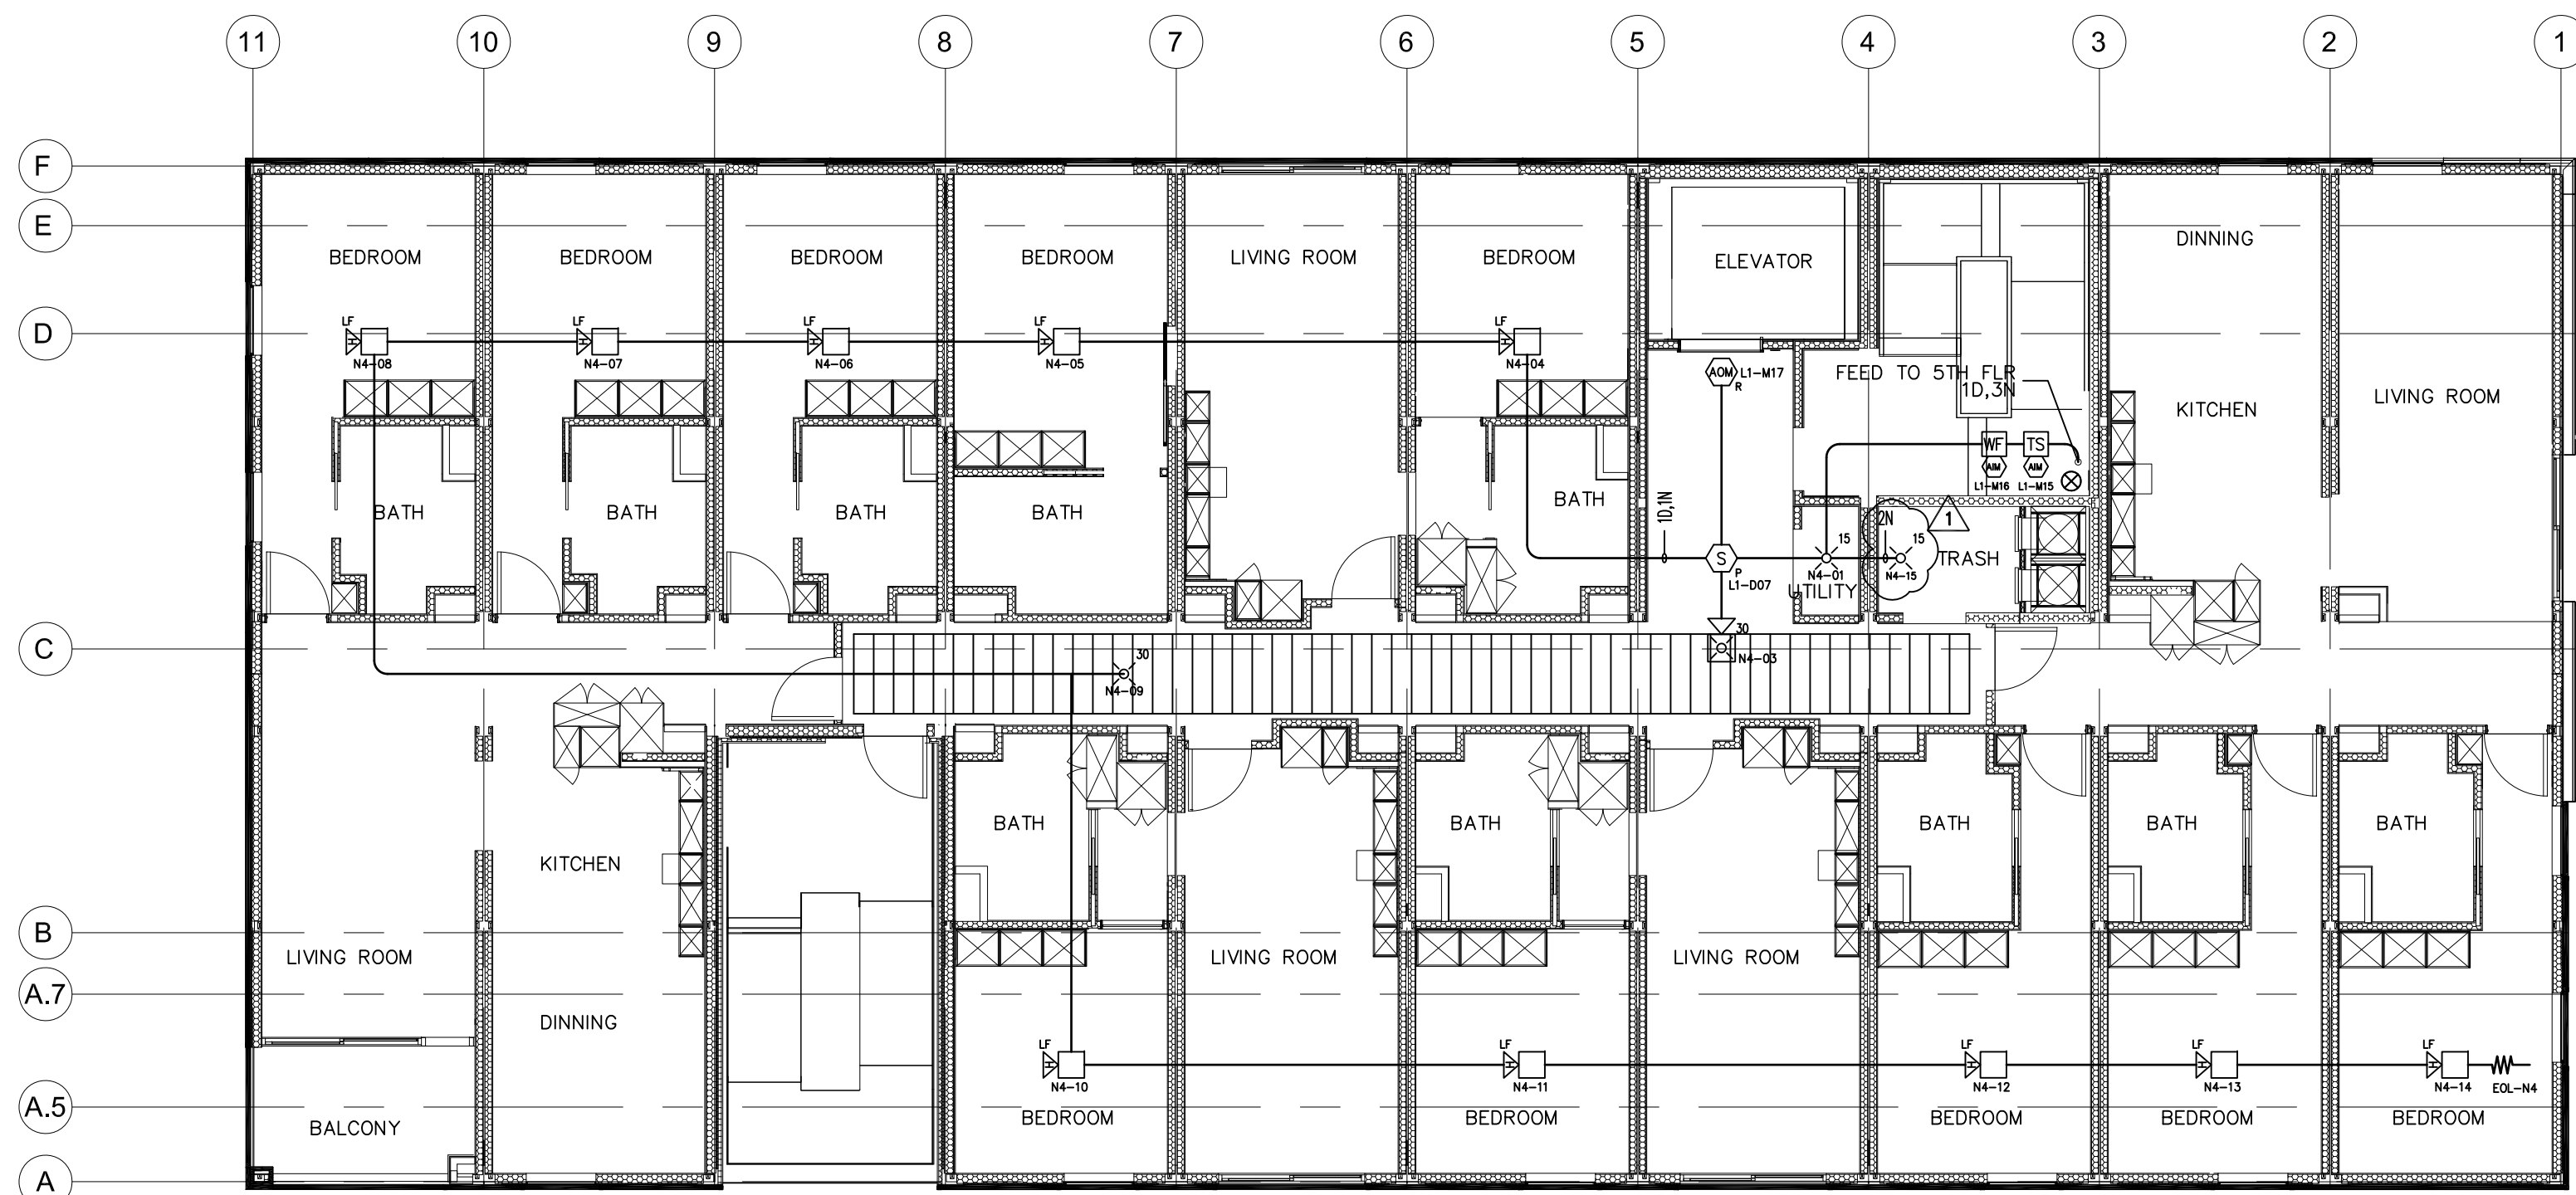 11 10 9 8 7 6 5 4 3 2 1
F
E
DINNING
BEDROOM BEDROOM BEDROOM BEDROOM LIVING ROOM BEDROOM ELEVATOR
LF LF LF LF LF
D
H H H H H
N4-08 N4-07 N4-06 N4-05 N4-04
AOM L1-M17
R
FEED TO 5TH FLR
1D,3N
LIVING ROOM
KITCHEN
WF TS
AIM AIM
L1-M16 L1-M15
BATH
BATH BATH BATH BATH
1D,1N
2N
1
15 15
S
P
L1-D07
N4-01
N4-15
TRASH
UTILITY
30
C
N4-03
30
N4-09
BATH BATH BATH BATH BATH
KITCHEN
B
LIVING ROOM LIVING ROOM LIVING ROOM
A.7
DINNING
LF LF LF LF LF
H H H H H
N4-10 N4-11 N4-12 N4-13 N4-14 EOL-N4
A.5
BEDROOM BEDROOM BEDROOM BEDROOM BEDROOM
BALCONY
A